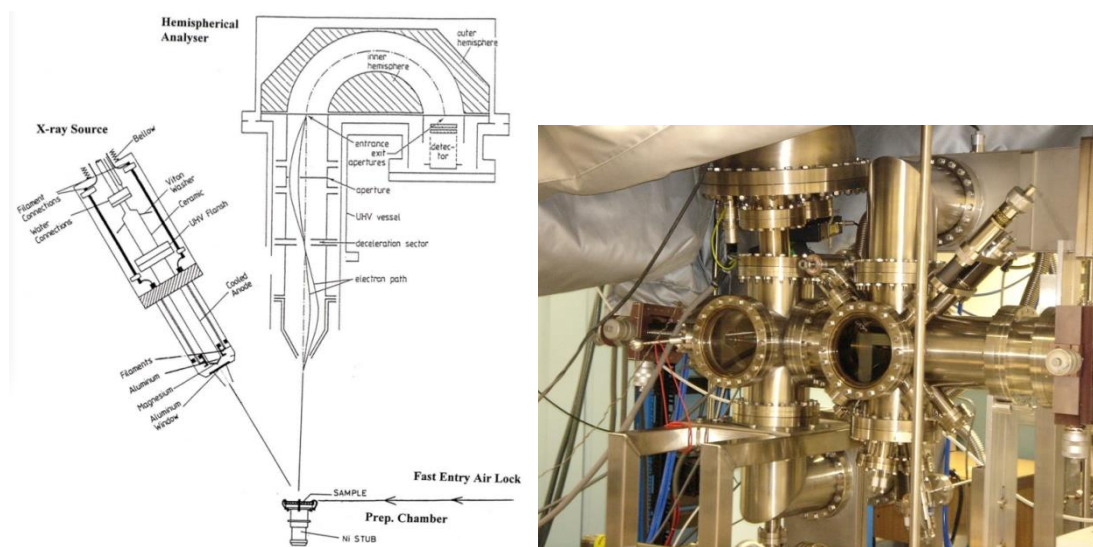 Hemispherical
Analyser
outer
hemisphere
inner
hemisphere
X-ray Source
Bellow
entrance
exit
apertures
detec-
tor
Viton
Washer
Ceramic
UHV Flansh
Filament
Connections
Water
Connections
aperture
UHV vessel
deceleration sector
electron path
Cooled
Anode
Filaments
Aluminum
Magnesium
Aluminum
Window
Fast Entry Air Lock
SAMPLE
Prep. Chamber
Ni STUB